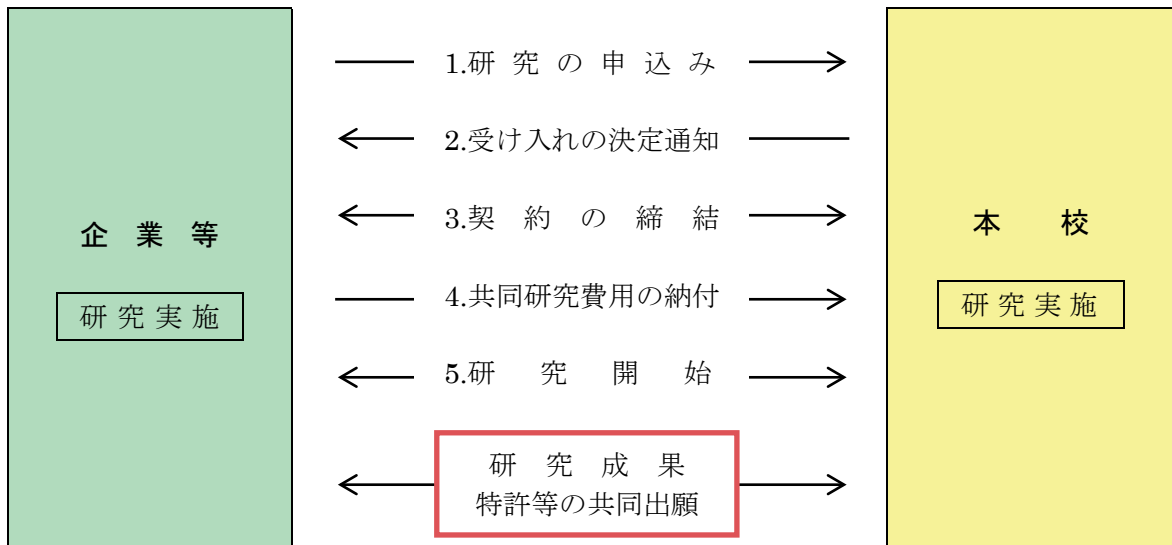 企業等
研究実施
1.研究の申込み
2.受け入れの決定通知
3.契約の締結
4.共同研究費用の納付
5.研究開始
研究成果
特許等の共同出願
本校
研究実施